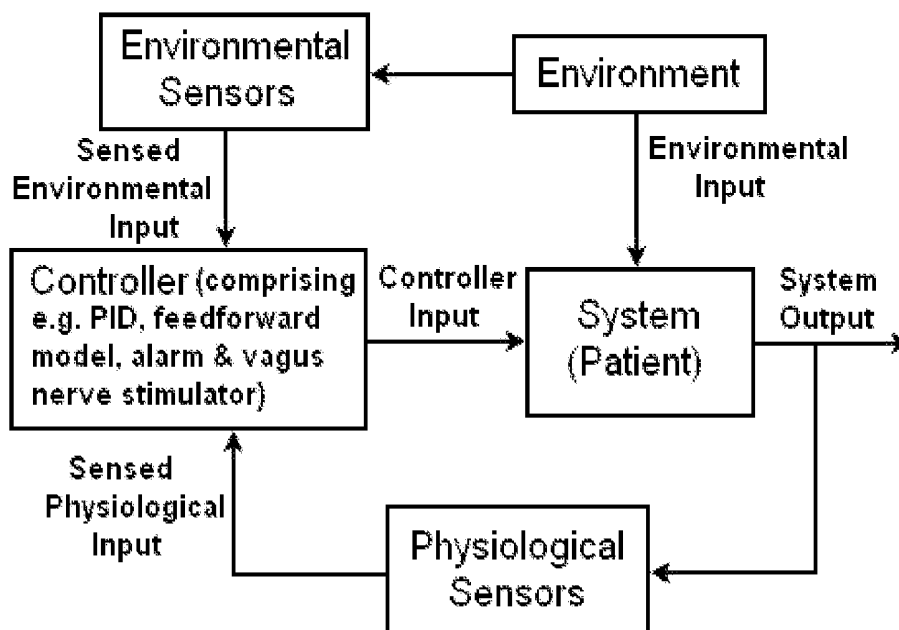 Environmental
Sensors
Environment
Sensed
Environmental
Input
Environmental
Input
Controller (comprising
e.g. PID, feedforward
model, alarm & vagus
nerve stimulator)
Controller
Input
System
(Patient)
System
Output
Sensed
Physiological
Input
Physiological
Sensors